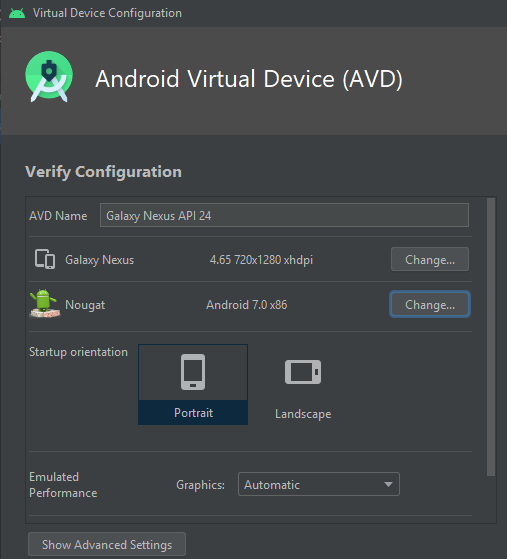 Virtual Device Configuration
Android Virtual Device (AVD)
Verify Configuration
AVD Name Galaxy Nexus API 24
Galaxy Nexus 4.65 720x1280 xhdpi Change...
Nougat Android 7.0 x86 Change...
Startup orientation
Portrait Landscape
Emulated
Performance Graphics: Automatic
Show Advanced Settings